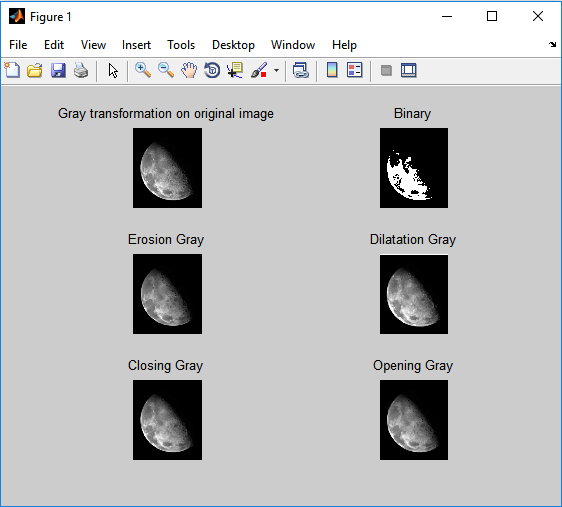 Figure 1
File Edit View Insert Tools Desktop Window Help
Gray transformation on original image
Binary
Erosion Gray
Dilatation Gray
Closing Gray
Opening Gray